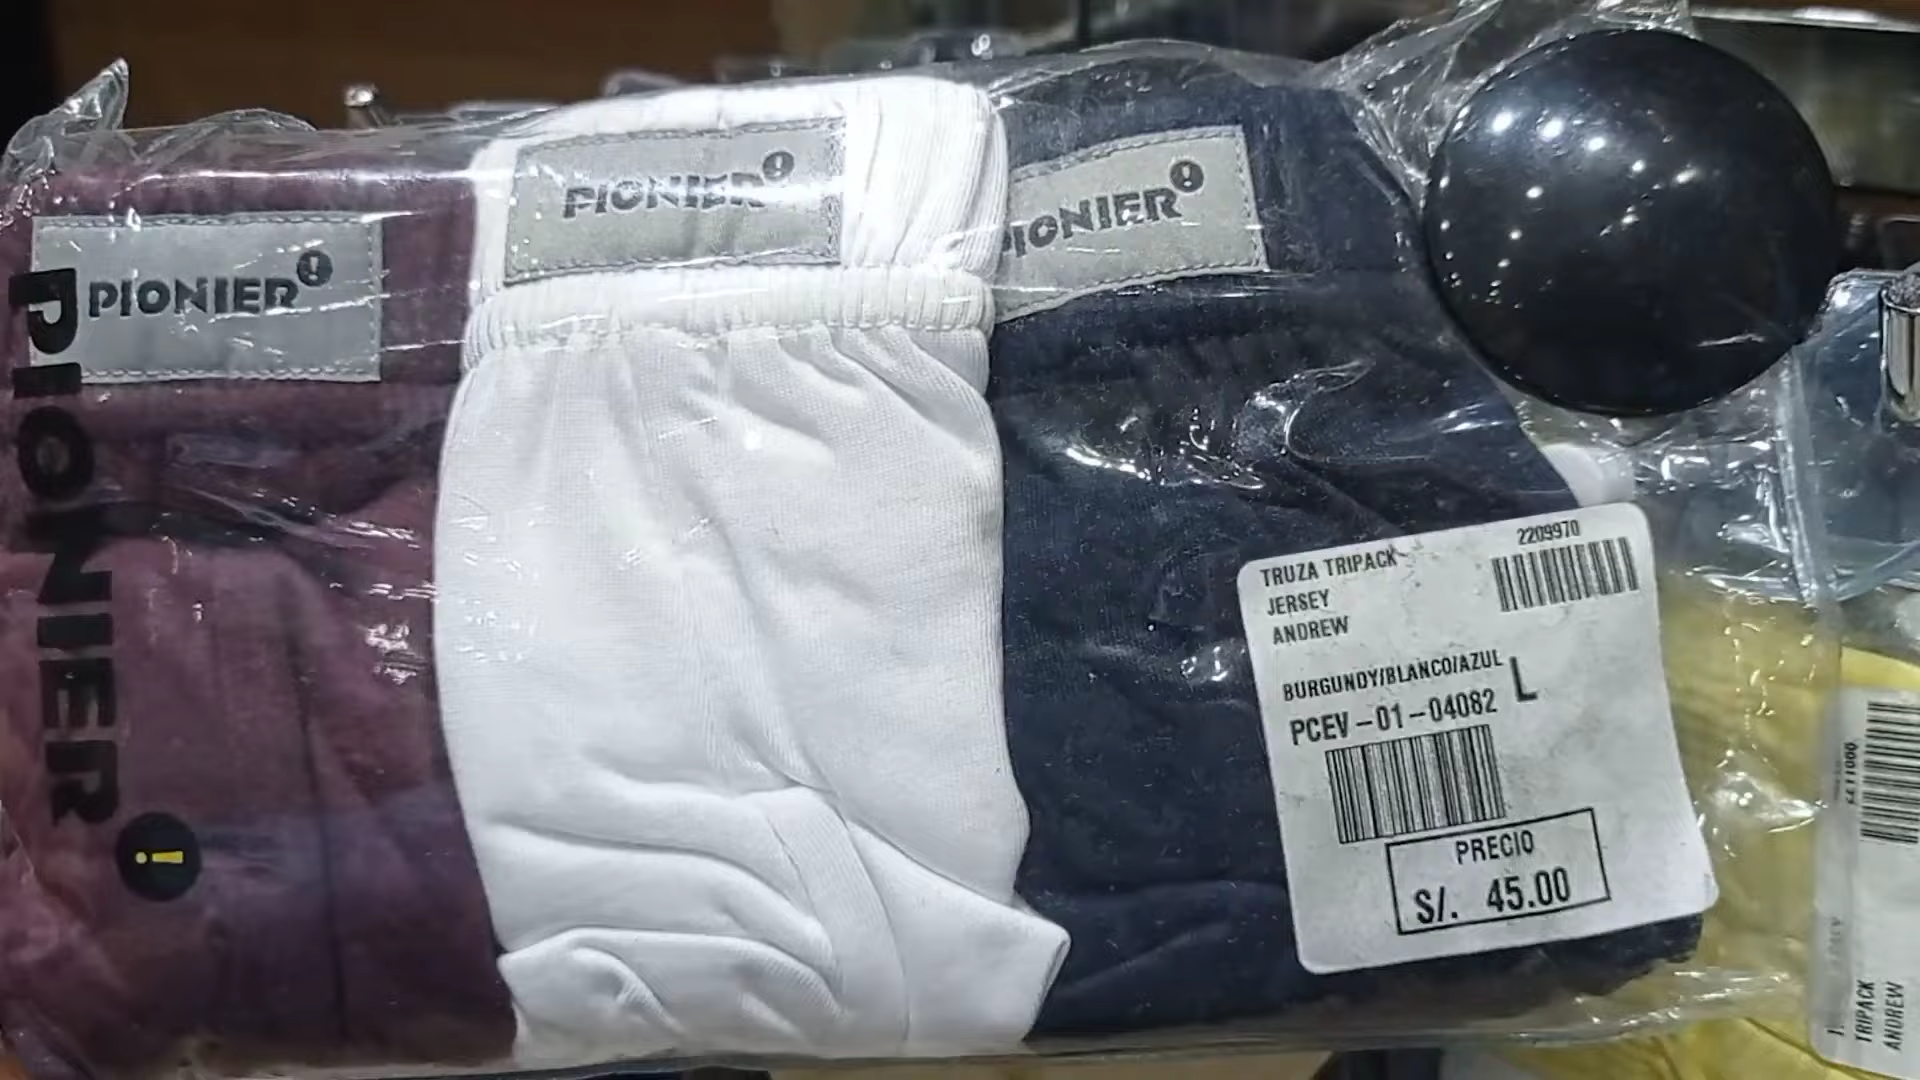 PIONIER!
PIONIER!
PIONIER!
PIONIER!
TRUZA TRIPACK
JERSEY
ANDREW
2209970
BURGUNDY/BLANCO/AZUL L
PCEV-01-04082
PRECIO
S/. 45.00
TRIPACK
ANDREW